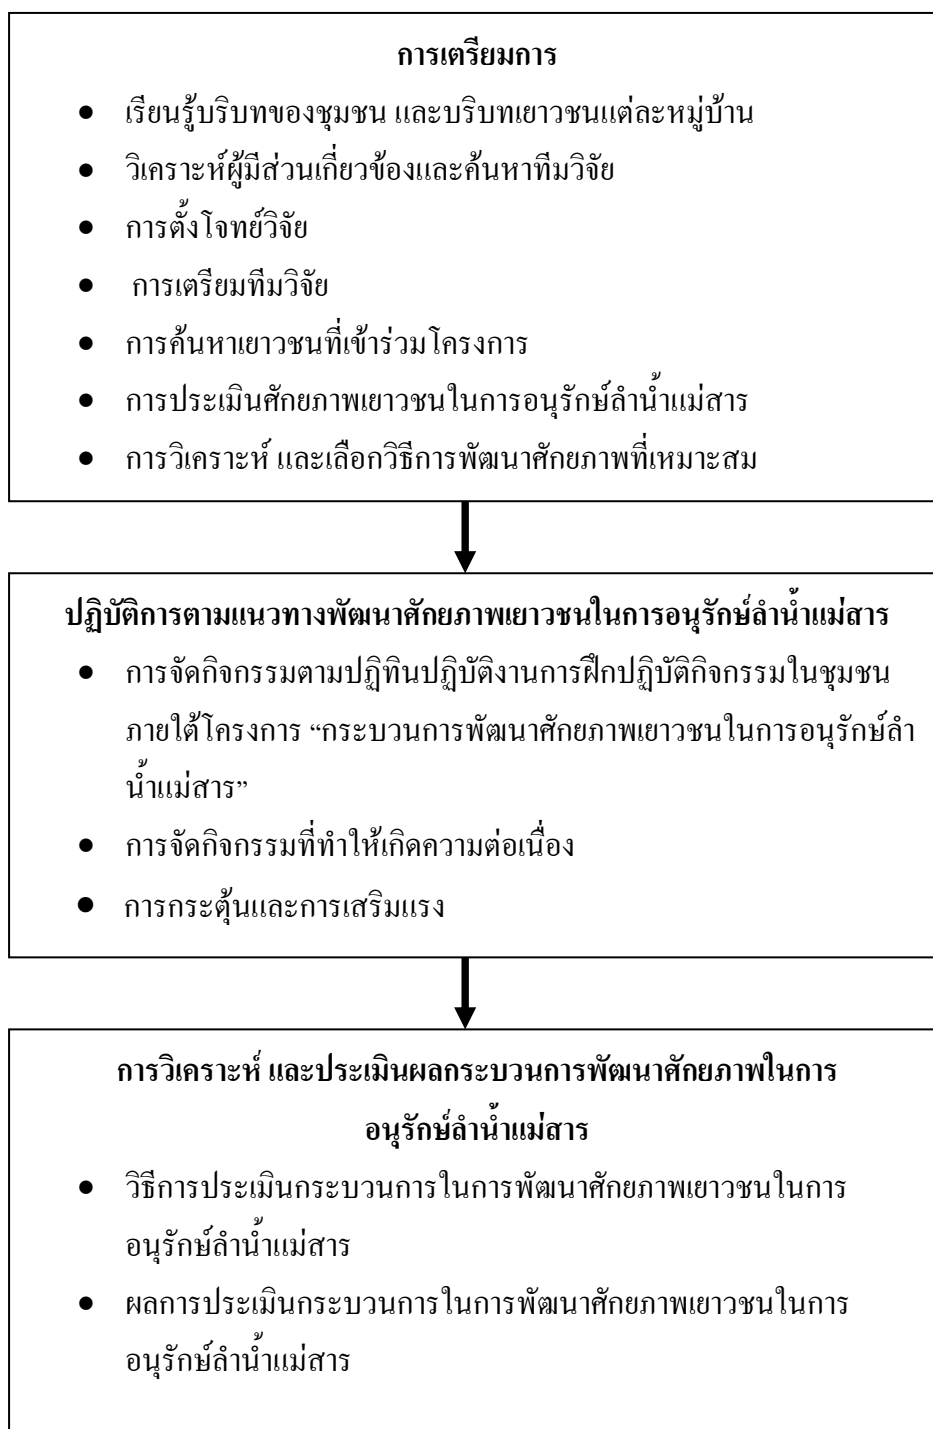 การเตรียมการ
● เรียนรู้บริบทของชุมชน และบริบทเยาวชนแต่ละหมู่บ้าน
● วิเคราะห์ผู้มีส่วนเกี่ยวข้องและค้นหาทีมวิจัย
● การตั้งโจทย์วิจัย
● การเตรียมทีมวิจัย
● การค้นหาเยาวชนที่เข้าร่วมโครงการ
● การประเมินศักยภาพเยาวชนในการอนุรักษ์ลำน้ำแม่สาร
● การวิเคราะห์ และเลือกวิธีการพัฒนาศักยภาพที่เหมาะสม
ปฏิบัติการตามแนวทางพัฒนาศักยภาพเยาวชนในการอนุรักษ์ลำน้ำแม่สาร
● การจัดกิจกรรมตามปฏิทินปฏิบัติงานการฝึกปฏิบัติกิจกรรมในชุมชน
ภายใต้โครงการ “กระบวนการพัฒนาศักยภาพเยาวชนในการอนุรักษ์ลำ
น้ำแม่สาร”
● การจัดกิจกรรมที่ทำให้เกิดความต่อเนื่อง
● การกระตุ้นและการเสริมแรง
การวิเคราะห์ และประเมินผลกระบวนการพัฒนาศักยภาพในการ
อนุรักษ์ลำน้ำแม่สาร
● วิธีการประเมินกระบวนการในการพัฒนาศักยภาพเยาวชนในการ
อนุรักษ์ลำน้ำแม่สาร
● ผลการประเมินกระบวนการในการพัฒนาศักยภาพเยาวชนในการ
อนุรักษ์ลำน้ำแม่สาร